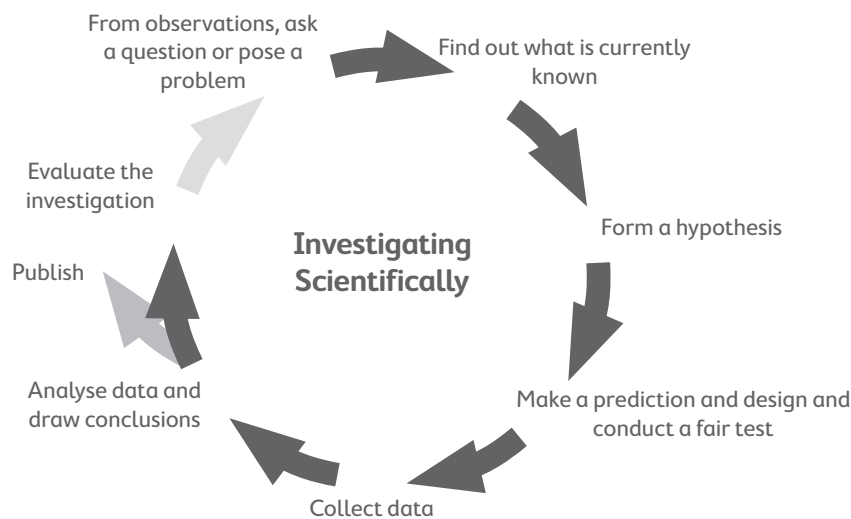 From observations, ask
a question or pose a
problem
Find out what is currently
known
Form a hypothesis
Make a prediction and design and
conduct a fair test
Collect data
Analyse data and
draw conclusions
Publish
Evaluate the
investigation
Investigating
Scientifically